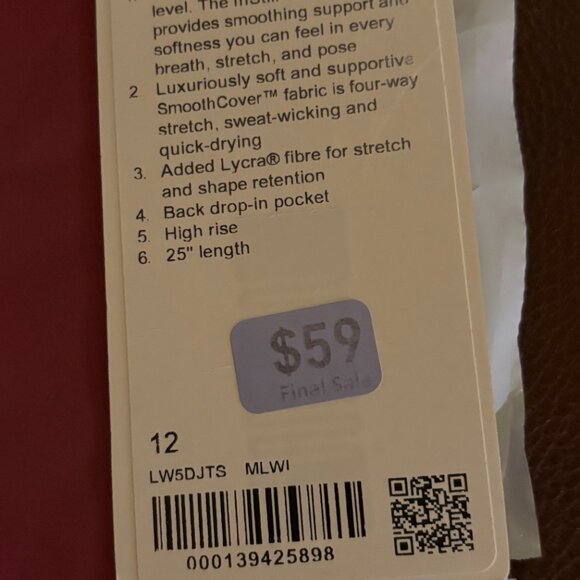 level. The InStill
provides smoothing support and
softness you can feel in every
breath, stretch, and pose
2. Luxuriously soft and supportive
SmoothCover™ fabric is four-way
stretch, sweat-wicking and
quick-drying
3. Added Lycra® fibre for stretch
and shape retention
4. Back drop-in pocket
5. High rise
6. 25" length
$59
Final Sale
12
LW5DJTS MLWI
000139425898